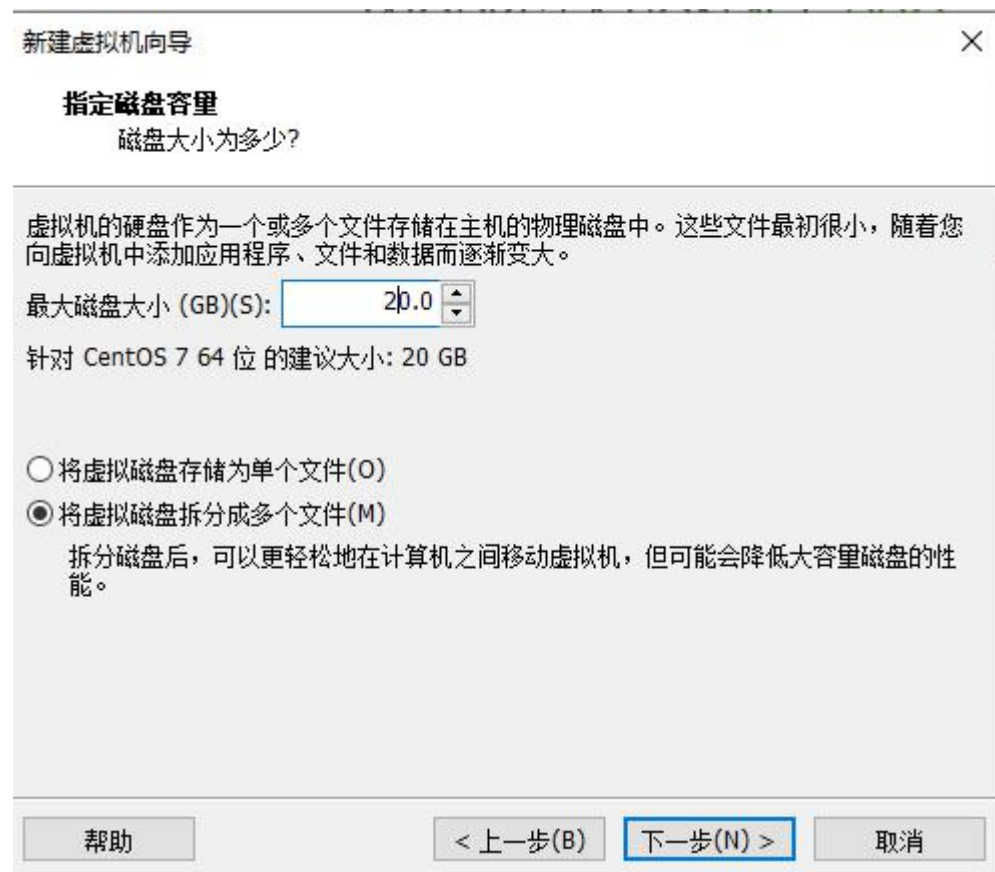 新建虚拟机向导
指定磁盘容量
磁盘大小为多少?
虚拟机的硬盘作为一个或多个文件存储在主机的物理磁盘中。这些文件最初很小，随着您
向虚拟机中添加应用程序、文件和数据而逐渐变大。
最大磁盘大小 (GB)(S): 20.0
针对 CentOS 7 64 位 的建议大小: 20 GB
将虚拟磁盘存储为单个文件(O)
将虚拟磁盘拆分成多个文件(M)
拆分磁盘后，可以更轻松地在计算机之间移动虚拟机，但可能会降低大容量磁盘的性
能。
帮助 < 上一步(B) 下一步(N) > 取消